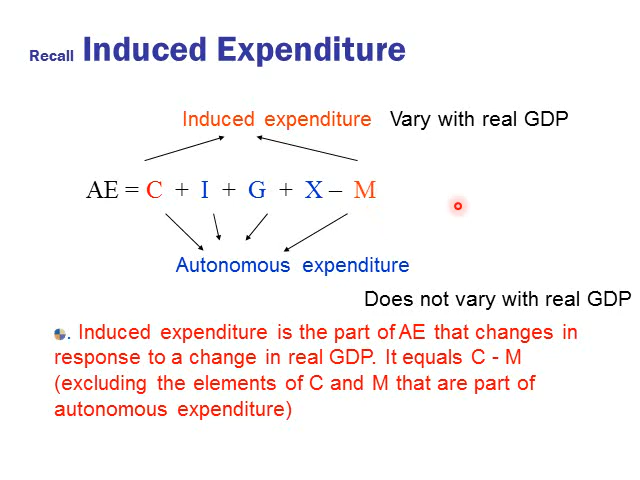 Recall Induced Expenditure
Induced expenditure Vary with real GDP
AE = C + I + G + X – M
Autonomous expenditure
Does not vary with real GDP
. Induced expenditure is the part of AE that changes in
response to a change in real GDP. It equals C - M
(excluding the elements of C and M that are part of
autonomous expenditure)